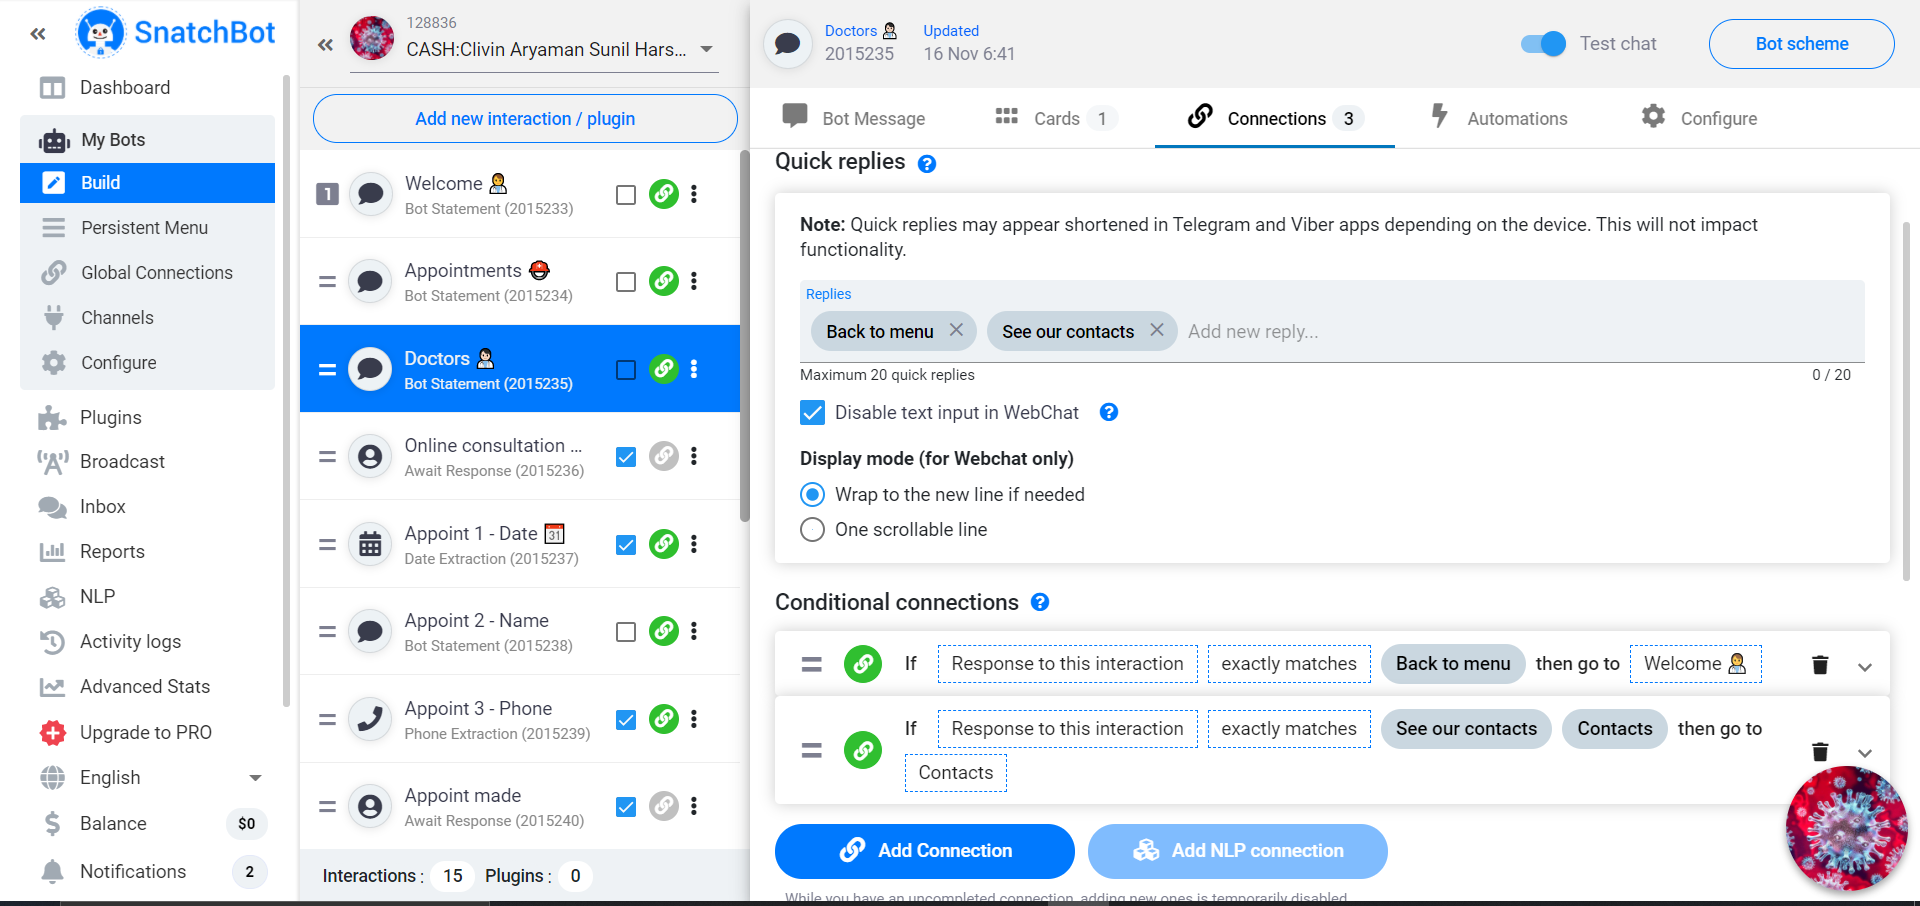 SnatchBot
Dashboard
My Bots
Build
Persistent Menu
Global Connections
Channels
Configure
Plugins
Broadcast
Inbox
Reports
NLP
Activity logs
Advanced Stats
Upgrade to PRO
English
Balance $0
Notifications 2
128836
CASH:Clivin Aryaman Sunil Hars...
Add new interaction / plugin
1
Welcome
Bot Statement (2015233)
Appointments
Bot Statement (2015234)
Doctors
Bot Statement (2015235)
Online consultation ...
Await Response (2015236)
Appoint 1 - Date 31
Date Extraction (2015237)
Appoint 2 - Name
Bot Statement (2015238)
Appoint 3 - Phone
Phone Extraction (2015239)
Appoint made
Await Response (2015240)
Interactions : 15 Plugins : 0
Doctors Updated
2015235 16 Nov 6:41
Test chat
Bot scheme
Bot Message Cards 1 Connections 3 Automations Configure
Quick replies ?
Note: Quick replies may appear shortened in Telegram and Viber apps depending on the device. This will not impact
functionality.
Replies
Back to menu See our contacts Add new reply...
Maximum 20 quick replies 0 / 20
Disable text input in WebChat ?
Display mode (for Webchat only)
Wrap to the new line if needed
One scrollable line
Conditional connections ?
If Response to this interaction exactly matches Back to menu then go to Welcome
If Response to this interaction exactly matches See our contacts Contacts then go to
Contacts
Add Connection Add NLP connection
While you have an uncompleted connection, adding new ones is temporarily disabled